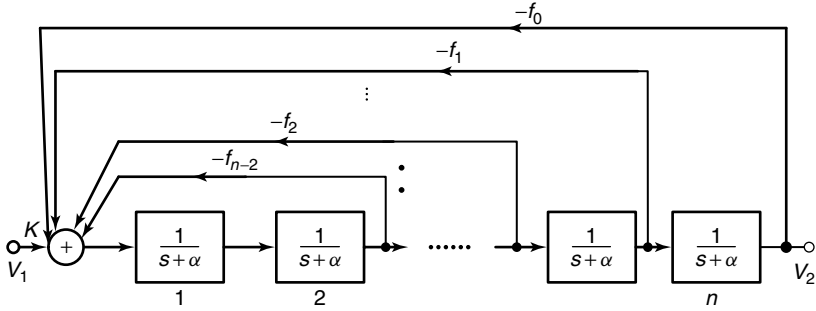 −f₀
−f₁
⋮
−f₂
−fₙ₋₂
K
+
V₁
1/(s+α)
1/(s+α)
......
1/(s+α)
1/(s+α)
V₂
1
2
n